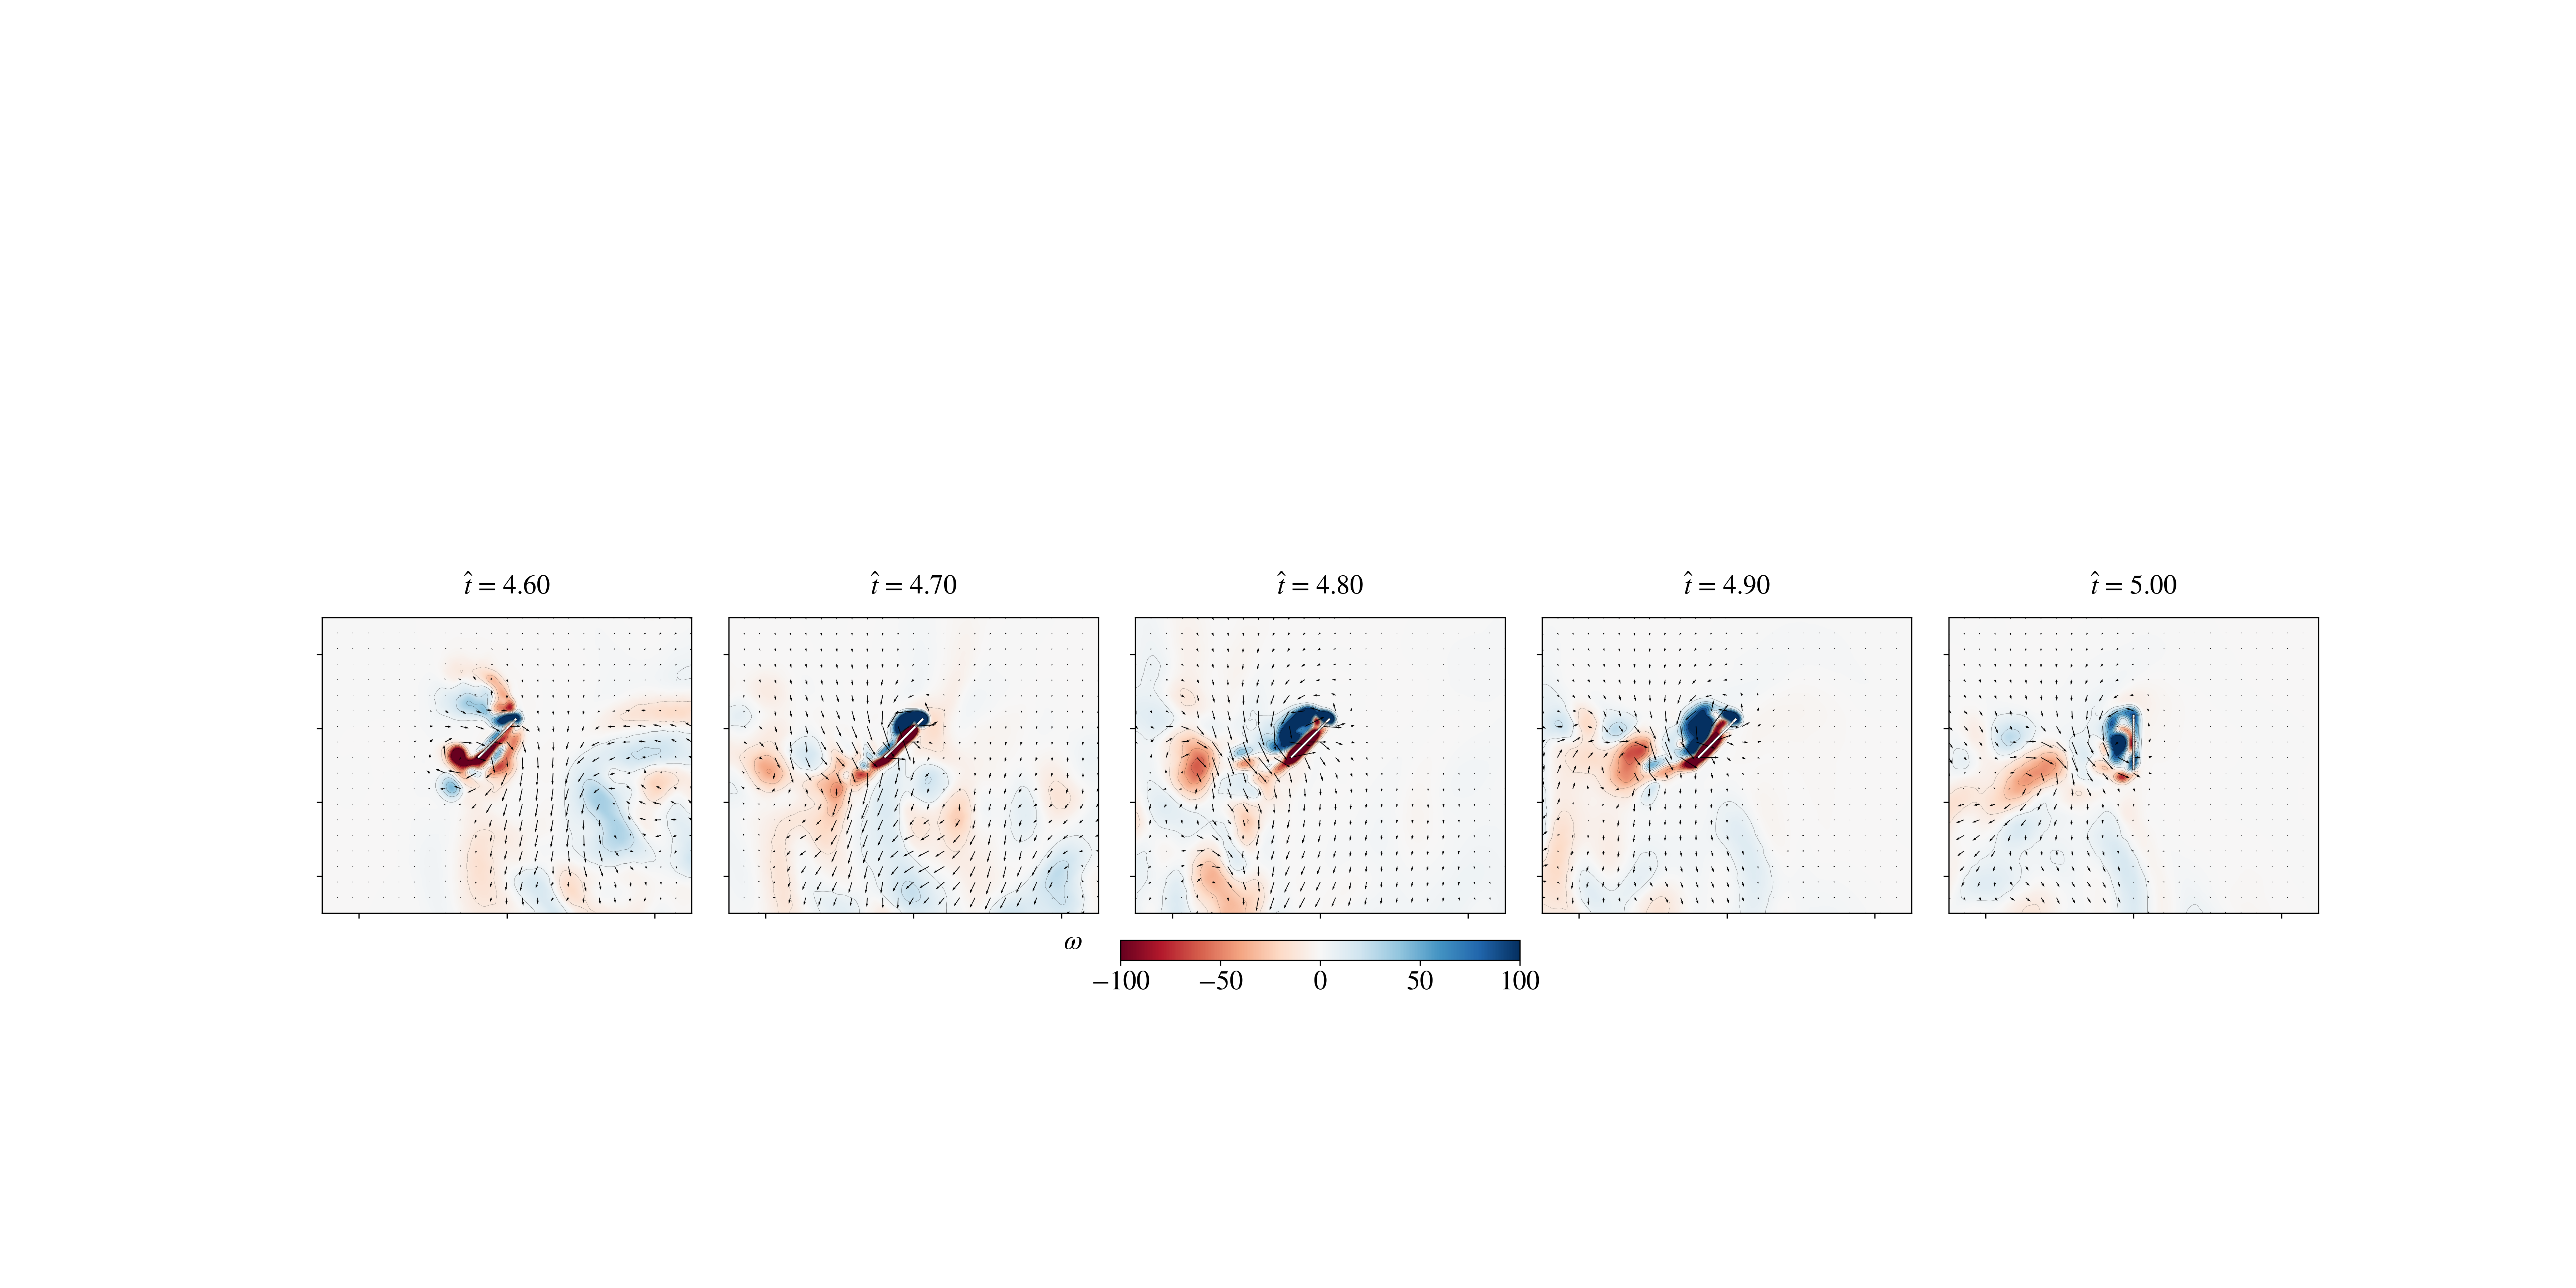 t̂ = 4.60 t̂ = 4.70 t̂ = 4.80 t̂ = 4.90 t̂ = 5.00
ω
−100 −50 0 50 100